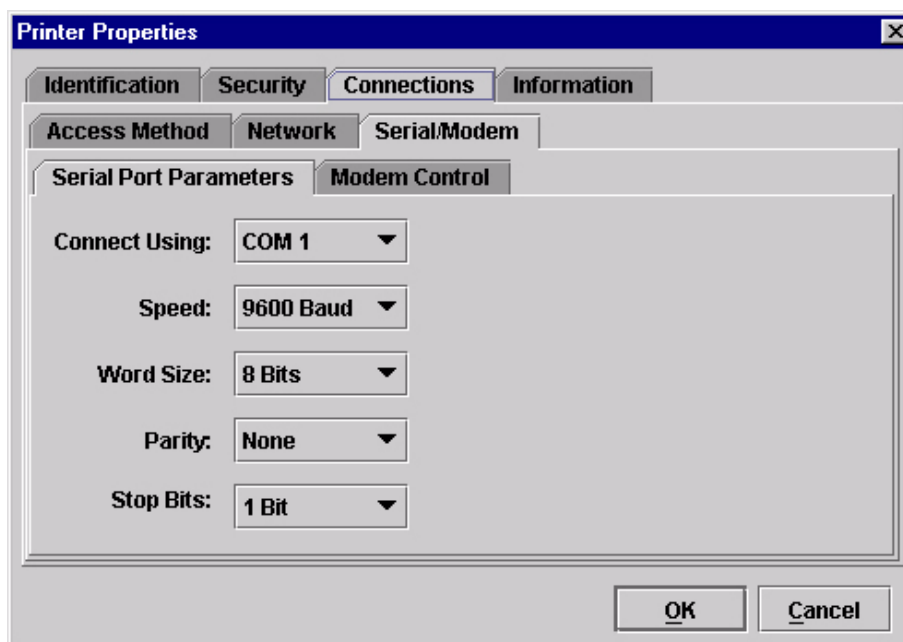 Printer Properties
Identification Security Connections Information
Access Method Network Serial/Modem
Serial Port Parameters Modem Control
Connect Using: COM 1
Speed: 9600 Baud
Word Size: 8 Bits
Parity: None
Stop Bits: 1 Bit
OK Cancel